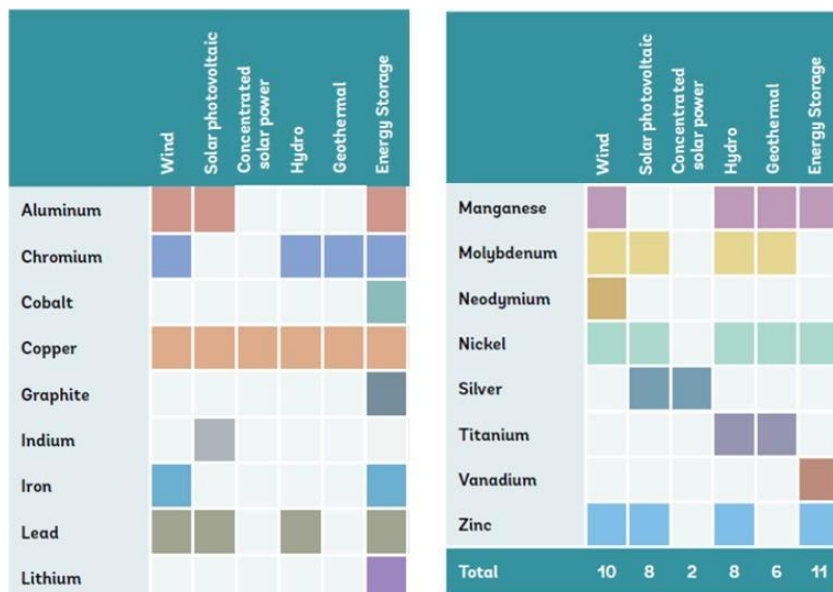 Wind
Solar photovoltaic
Concentrated
solar power
Hydro
Geothermal
Energy Storage
Aluminum
Chromium
Cobalt
Copper
Graphite
Indium
Iron
Lead
Lithium
Wind
Solar photovoltaic
Concentrated
solar power
Hydro
Geothermal
Energy Storage
Manganese
Molybdenum
Neodymium
Nickel
Silver
Titanium
Vanadium
Zinc
Total 10 8 2 8 6 11